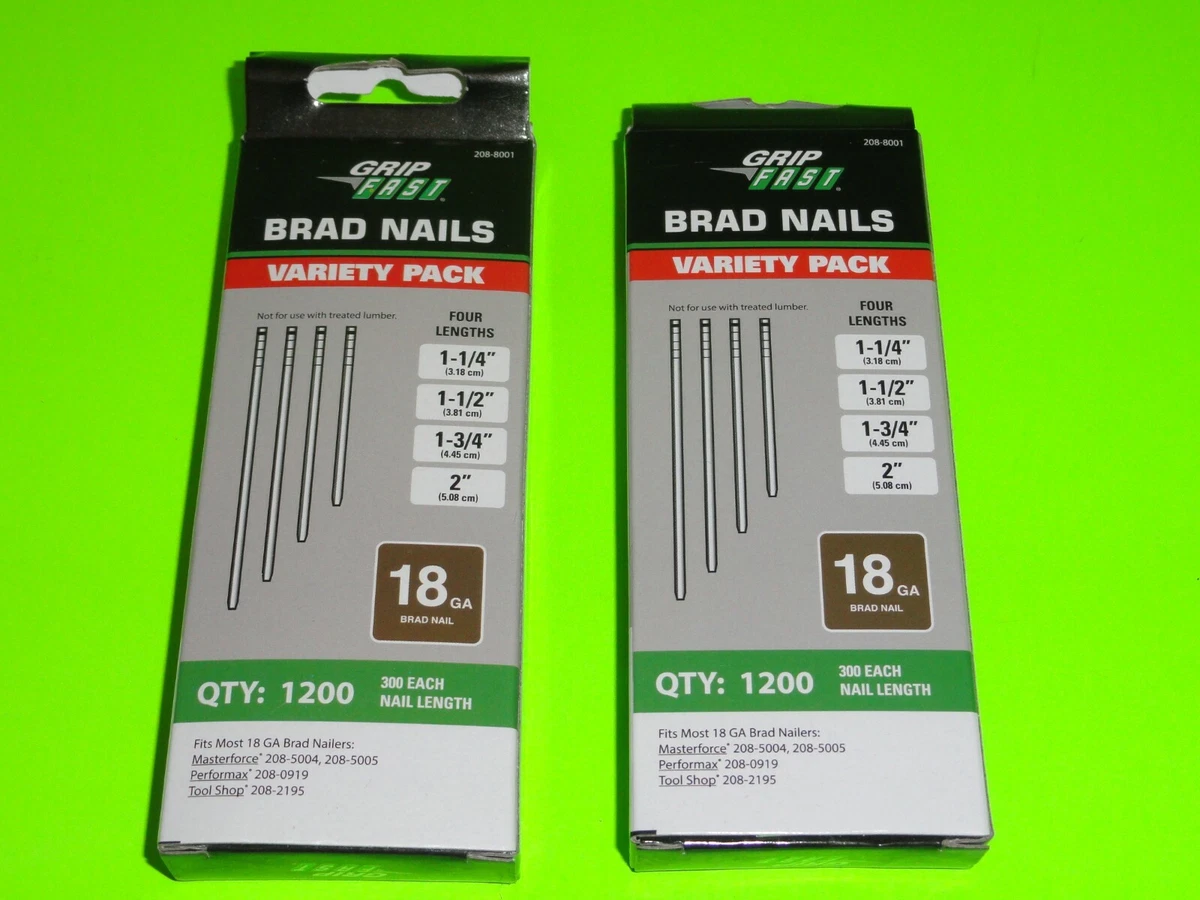 208-8001
GRIP
FAST
BRAD NAILS
VARIETY PACK
Not for use with treated lumber.
FOUR
LENGTHS
1-1/4"
(3.18 cm)
1-1/2"
(3.81 cm)
1-3/4"
(4.45 cm)
2"
(5.08 cm)
18 GA
BRAD NAIL
QTY: 1200
300 EACH
NAIL LENGTH
Fits Most 18 GA Brad Nailers:
Masterforce® 208-5004, 208-5005
Performax® 208-0919
Tool Shop® 208-2195
GRIP
FAST
208-8001
GRIP
FAST
BRAD NAILS
VARIETY PACK
Not for use with treated lumber.
FOUR
LENGTHS
1-1/4"
(3.18 cm)
1-1/2"
(3.81 cm)
1-3/4"
(4.45 cm)
2"
(5.08 cm)
18 GA
BRAD NAIL
QTY: 1200
300 EACH
NAIL LENGTH
Fits Most 18 GA Brad Nailers:
Masterforce® 208-5004, 208-5005
Performax® 208-0919
Tool Shop® 208-2195